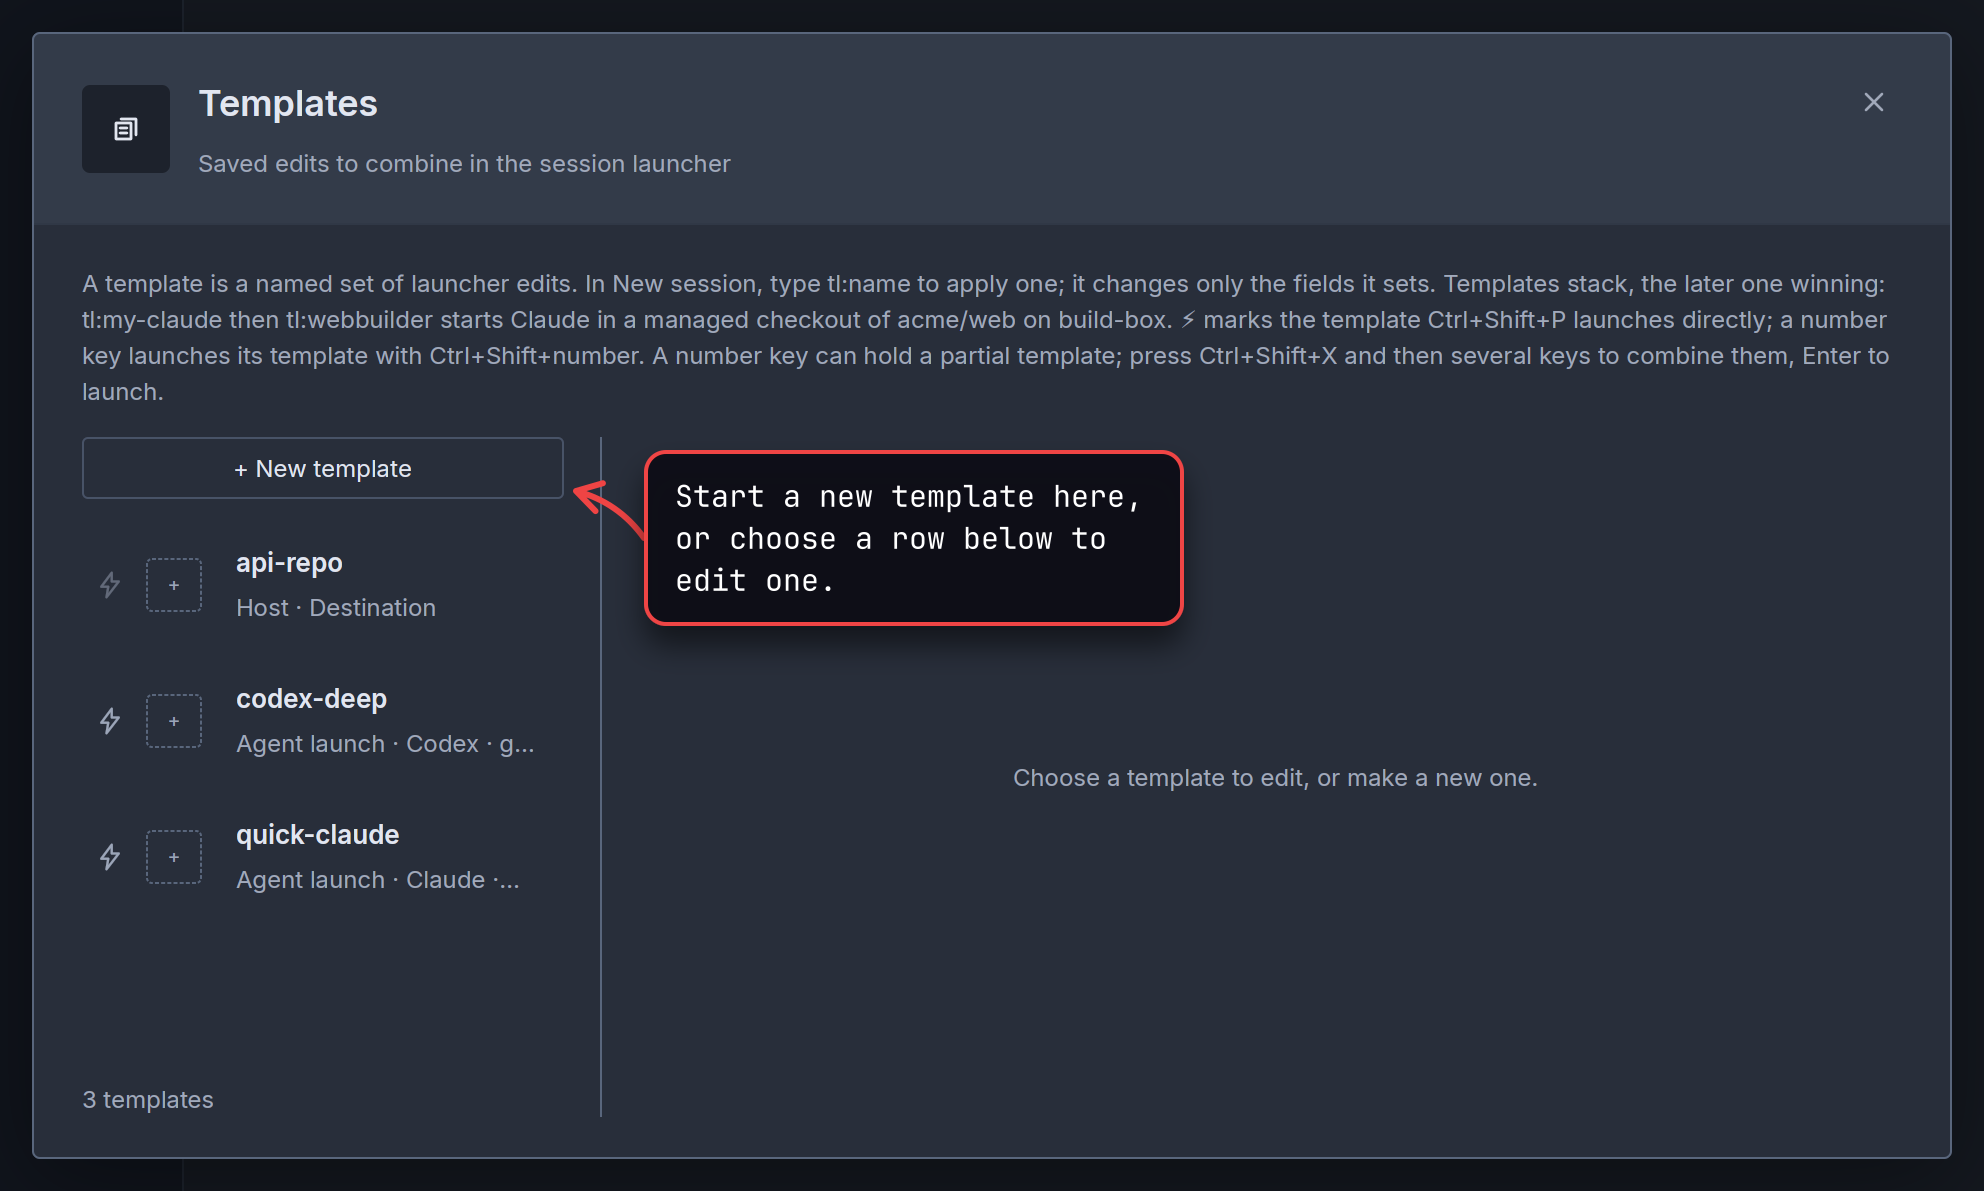 Templates
Saved edits to combine in the session launcher
A template is a named set of launcher edits. In New session, type tl:name to apply one; it changes only the fields it sets. Templates stack, the later one winning:
tl:my-claude then tl:webbuilder starts Claude in a managed checkout of acme/web on build-box. ⚡ marks the template Ctrl+Shift+P launches directly; a number
key launches its template with Ctrl+Shift+number. A number key can hold a partial template; press Ctrl+Shift+X and then several keys to combine them, Enter to
launch.
+ New template
Start a new template here,
or choose a row below to
edit one.
api-repo
+
Host · Destination
codex-deep
+
Agent launch · Codex · g...
quick-claude
+
Agent launch · Claude ·...
Choose a template to edit, or make a new one.
3 templates